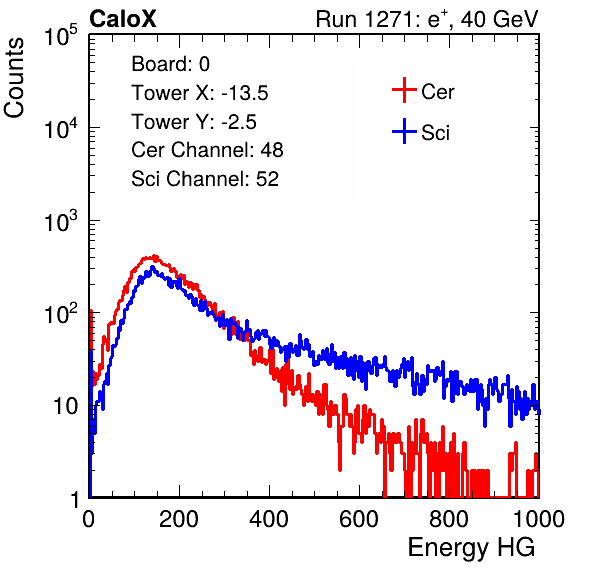 CaloX Run 1271: e⁺, 40 GeV
Counts
10⁵
10⁴
10³
10²
10
1
Board: 0
Tower X: -13.5
Tower Y: -2.5
Cer Channel: 48
Sci Channel: 52
Cer
Sci
0 200 400 600 800 1000
Energy HG